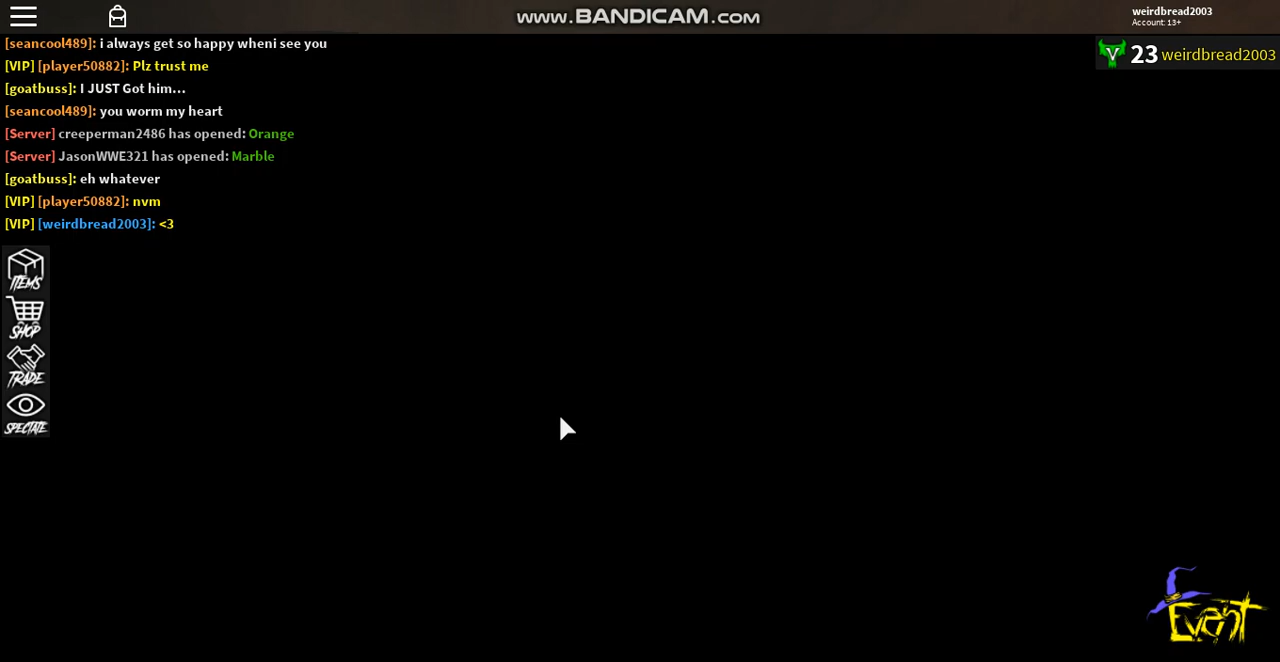 www.BANDICAM.com
weirdbread2003
Account: 13+
V 23 weirdbread2003
[seancool489]: i always get so happy wheni see you
[VIP] [player50882]: Plz trust me
[goatbuss]: I JUST Got him...
[seancool489]: you worm my heart
[Server] creeperman2486 has opened: Orange
[Server] JasonWWE321 has opened: Marble
[goatbuss]: eh whatever
[VIP] [player50882]: nvm
[VIP] [weirdbread2003]: <3
ITEMS
SHOP
TRADE
SPECTATE
Event